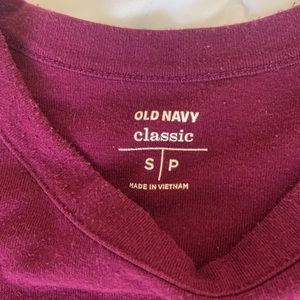 OLD NAVY
classic
S | P
MADE IN VIETNAM